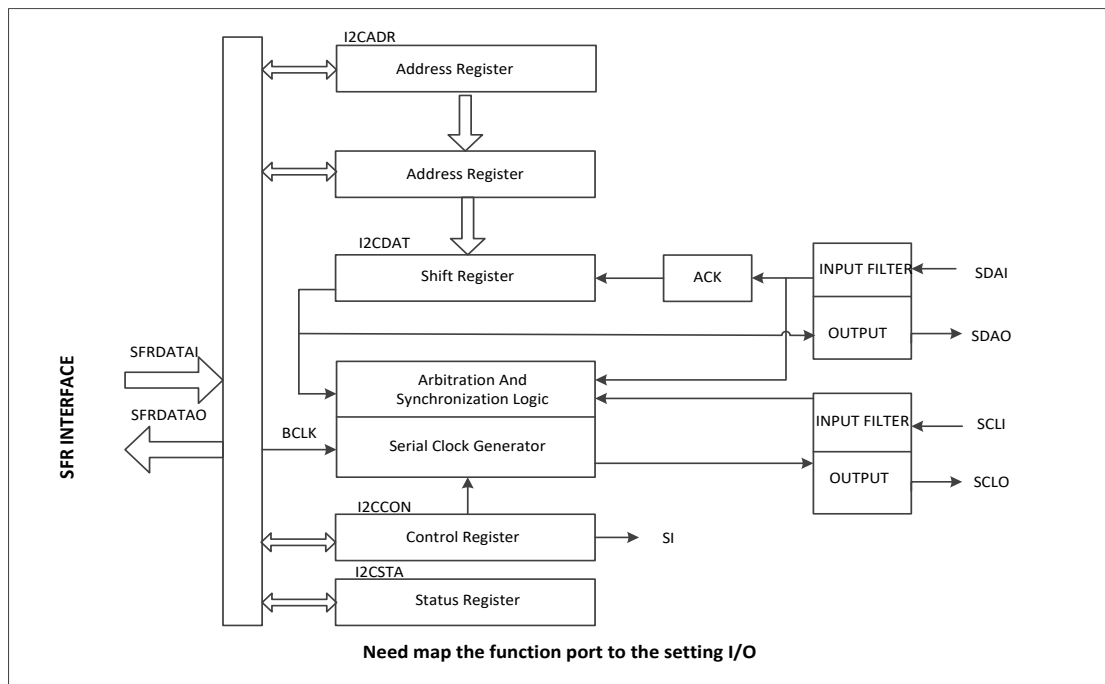 I2CADR
Address Register
Address Register
I2CDAT
Shift Register
ACK
INPUT FILTER
SDAI
OUTPUT
SDAO
SFR INTERFACE
SFRDATAI
SFRDATAO
Arbitration And
Synchronization Logic
BCLK
Serial Clock Generator
INPUT FILTER
SCLI
OUTPUT
SCLO
I2CCON
Control Register
SI
I2CSTA
Status Register
Need map the function port to the setting I/O